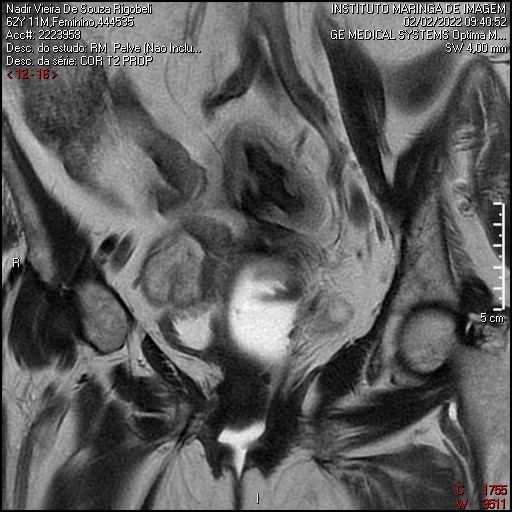 Nadir Vieira De Souza Rigobeli
62Y 11M,Feminino,444535
Acc#: 2223958
Desc. do estudo: RM Pelve (Nao Inclu...
Desc. da série: COR T2 PROP
< 12 - 16 >
INSTITUTO MARINGA DE IMAGEM
02/02/2022 09:40:52
GE MEDICAL SYSTEMS Optima M...
SW 4,00 mm
R
5 cm
I
C 1755
W 3511